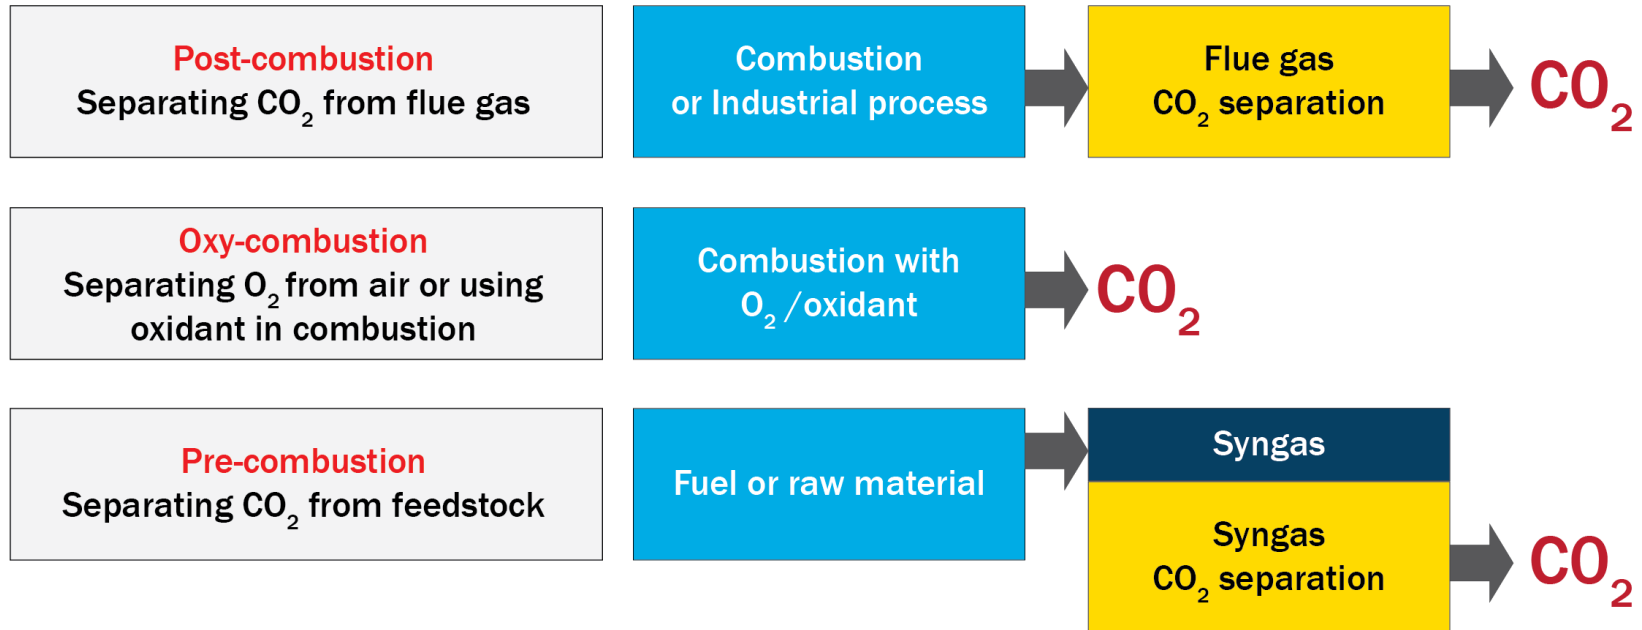 Post-combustion
Separating CO₂ from flue gas
Combustion
or Industrial process
Flue gas
CO₂ separation
CO₂
Oxy-combustion
Separating O₂ from air or using
oxidant in combustion
Combustion with
O₂ /oxidant
CO₂
Pre-combustion
Separating CO₂ from feedstock
Fuel or raw material
Syngas
Syngas
CO₂ separation
CO₂